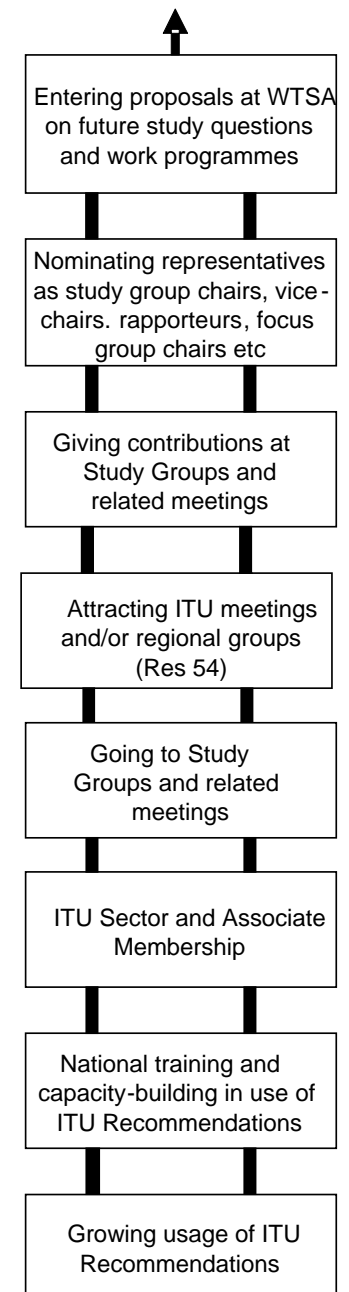 Entering proposals at WTSA
on future study questions
and work programmes
Nominating representatives
as study group chairs, vice-
chairs. rapporteurs, focus
group chairs etc
Giving contributions at
Study Groups and
related meetings
Attracting ITU meetings
and/or regional groups
(Res 54)
Going to Study
Groups and related
meetings
ITU Sector and Associate
Membership
National training and
capacity-building in use of
ITU Recommendations
Growing usage of ITU
Recommendations